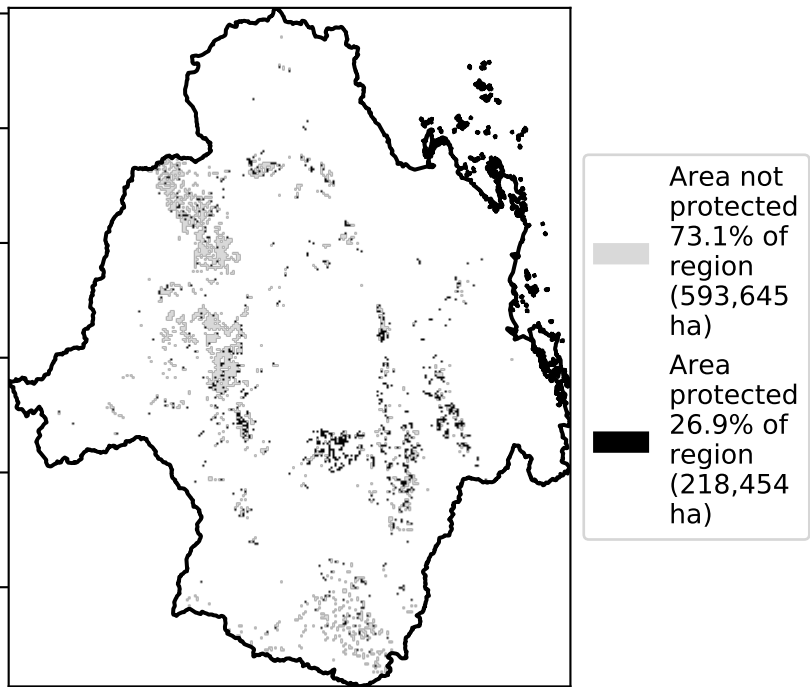 Area not
protected
73.1% of
region
(593,645
ha)
Area
protected
26.9% of
region
(218,454
ha)